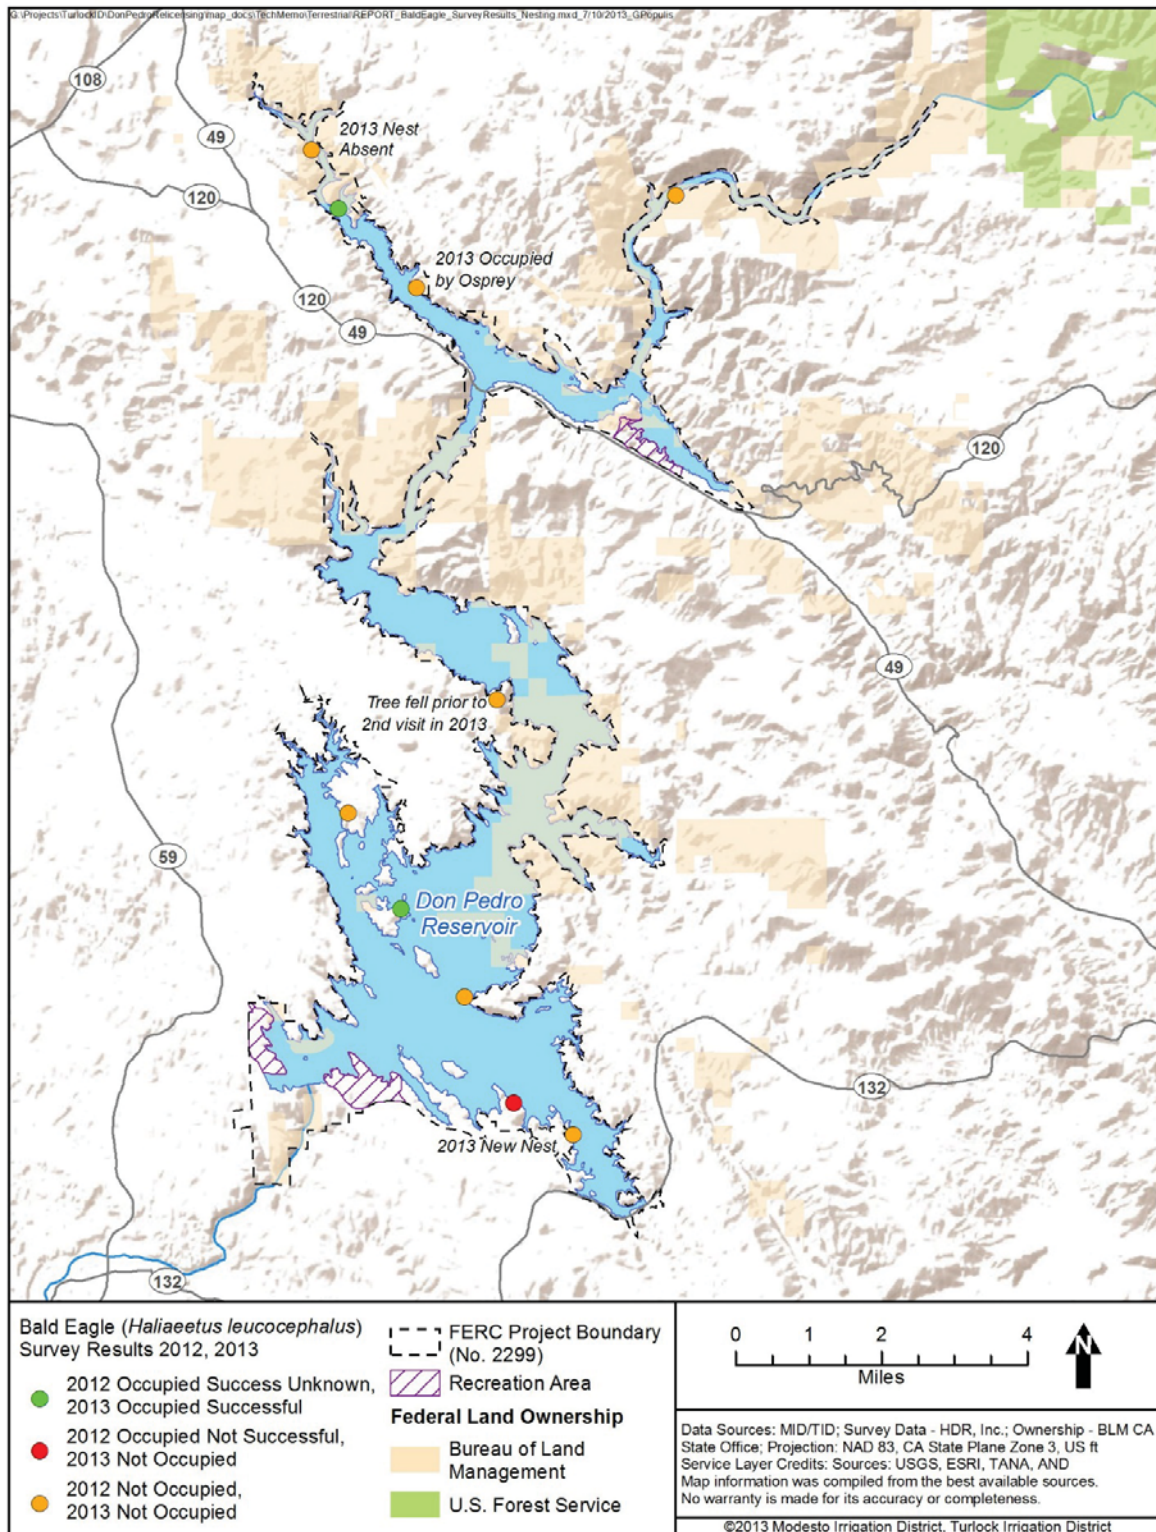 G:\Projects\TurlockID\DonPedroRelicensing\map_docs\TechMemo\Terrestrial\REPORT_BaldEagle_SurveyResults_Nesting.mxd_7/10/2013_GPopulis
108
49
2013 Nest
Absent
120
2013 Occupied
by Osprey
120
49
120
49
Tree fell prior to
2nd visit in 2013
59
Don Pedro
Reservoir
132
2013 New Nest
132
Bald Eagle (Haliaeetus leucocephalus)
Survey Results 2012, 2013
2012 Occupied Success Unknown,
2013 Occupied Successful
2012 Occupied Not Successful,
2013 Not Occupied
2012 Not Occupied,
2013 Not Occupied
FERC Project Boundary
(No. 2299)
Recreation Area
Federal Land Ownership
Bureau of Land
Management
U.S. Forest Service
0 1 2 4
Miles
N
Data Sources: MID/TID; Survey Data - HDR, Inc.; Ownership - BLM CA
State Office; Projection: NAD 83, CA State Plane Zone 3, US ft
Service Layer Credits: Sources: USGS, ESRI, TANA, AND
Map information was compiled from the best available sources.
No warranty is made for its accuracy or completeness.
©2013 Modesto Irrigation District, Turlock Irrigation District